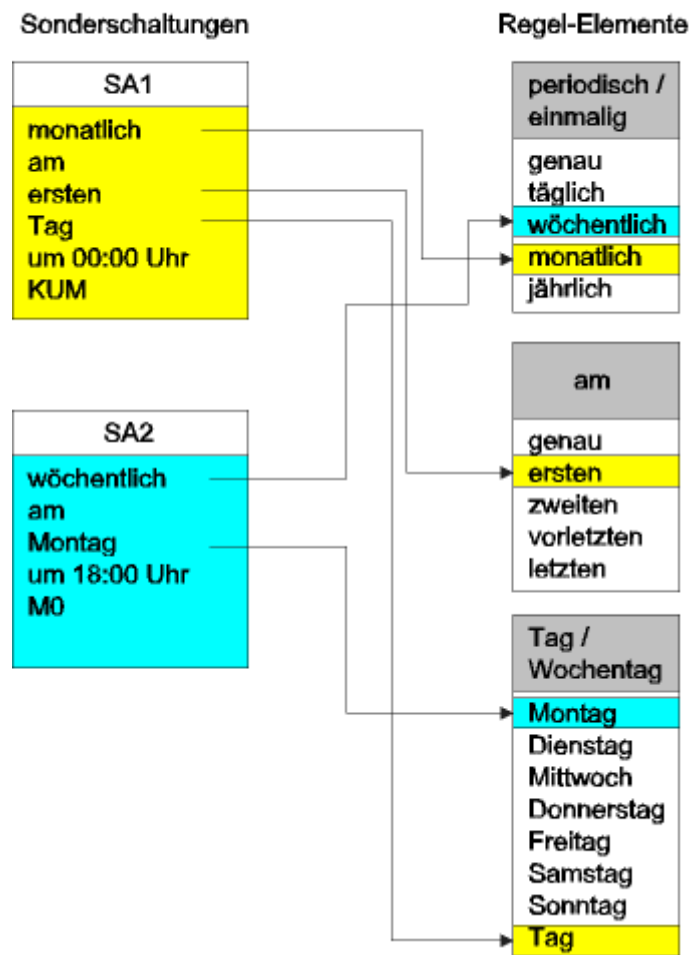 Sonderschaltungen
SA1
monatlich
am
ersten
Tag
um 00:00 Uhr
KUM
SA2
wöchentlich
am
Montag
um 18:00 Uhr
M0
Regel-Elemente
periodisch /
einmalig
genau
täglich
wöchentlich
monatlich
jährlich
am
genau
ersten
zweiten
vorletzten
letzten
Tag /
Wochentag
Montag
Dienstag
Mittwoch
Donnerstag
Freitag
Samstag
Sonntag
Tag